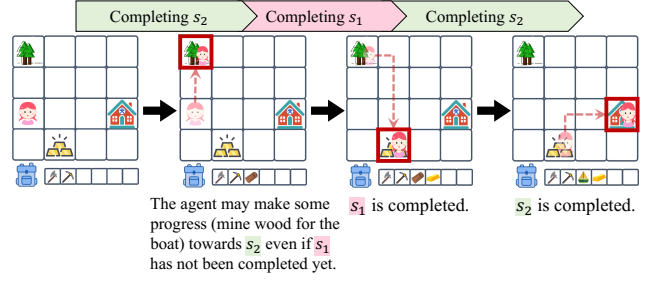 Completing s₂
Completing s₁
Completing s₂
The agent may make some
progress (mine wood for the
boat) towards s₂ even if s₁
has not been completed yet.
s₁ is completed.
s₂ is completed.